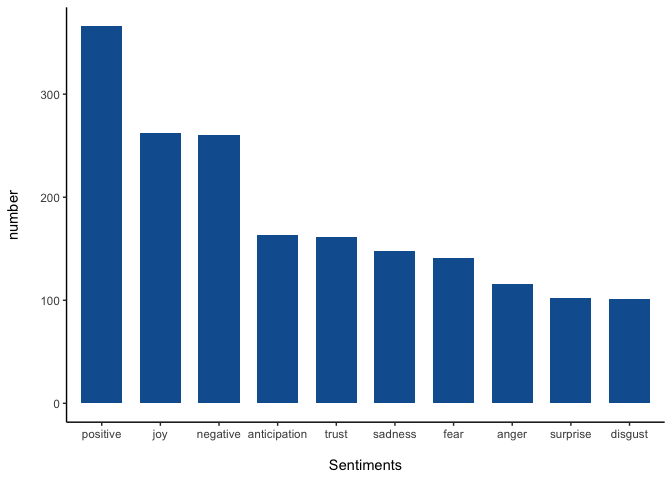 number
300
200
100
0
positive joy negative anticipation trust sadness fear anger surprise disgust
Sentiments